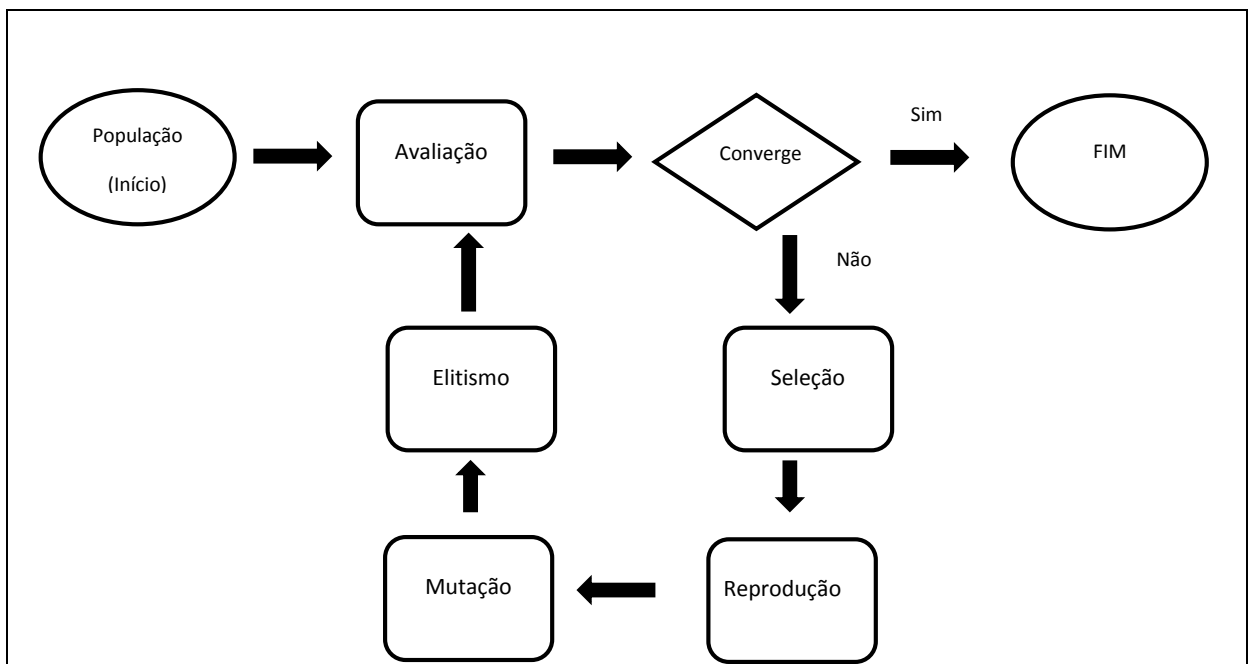 População
(Início)
Avaliação
Converge
Sim
FIM
Não
Elitismo
Seleção
Mutação
Reprodução